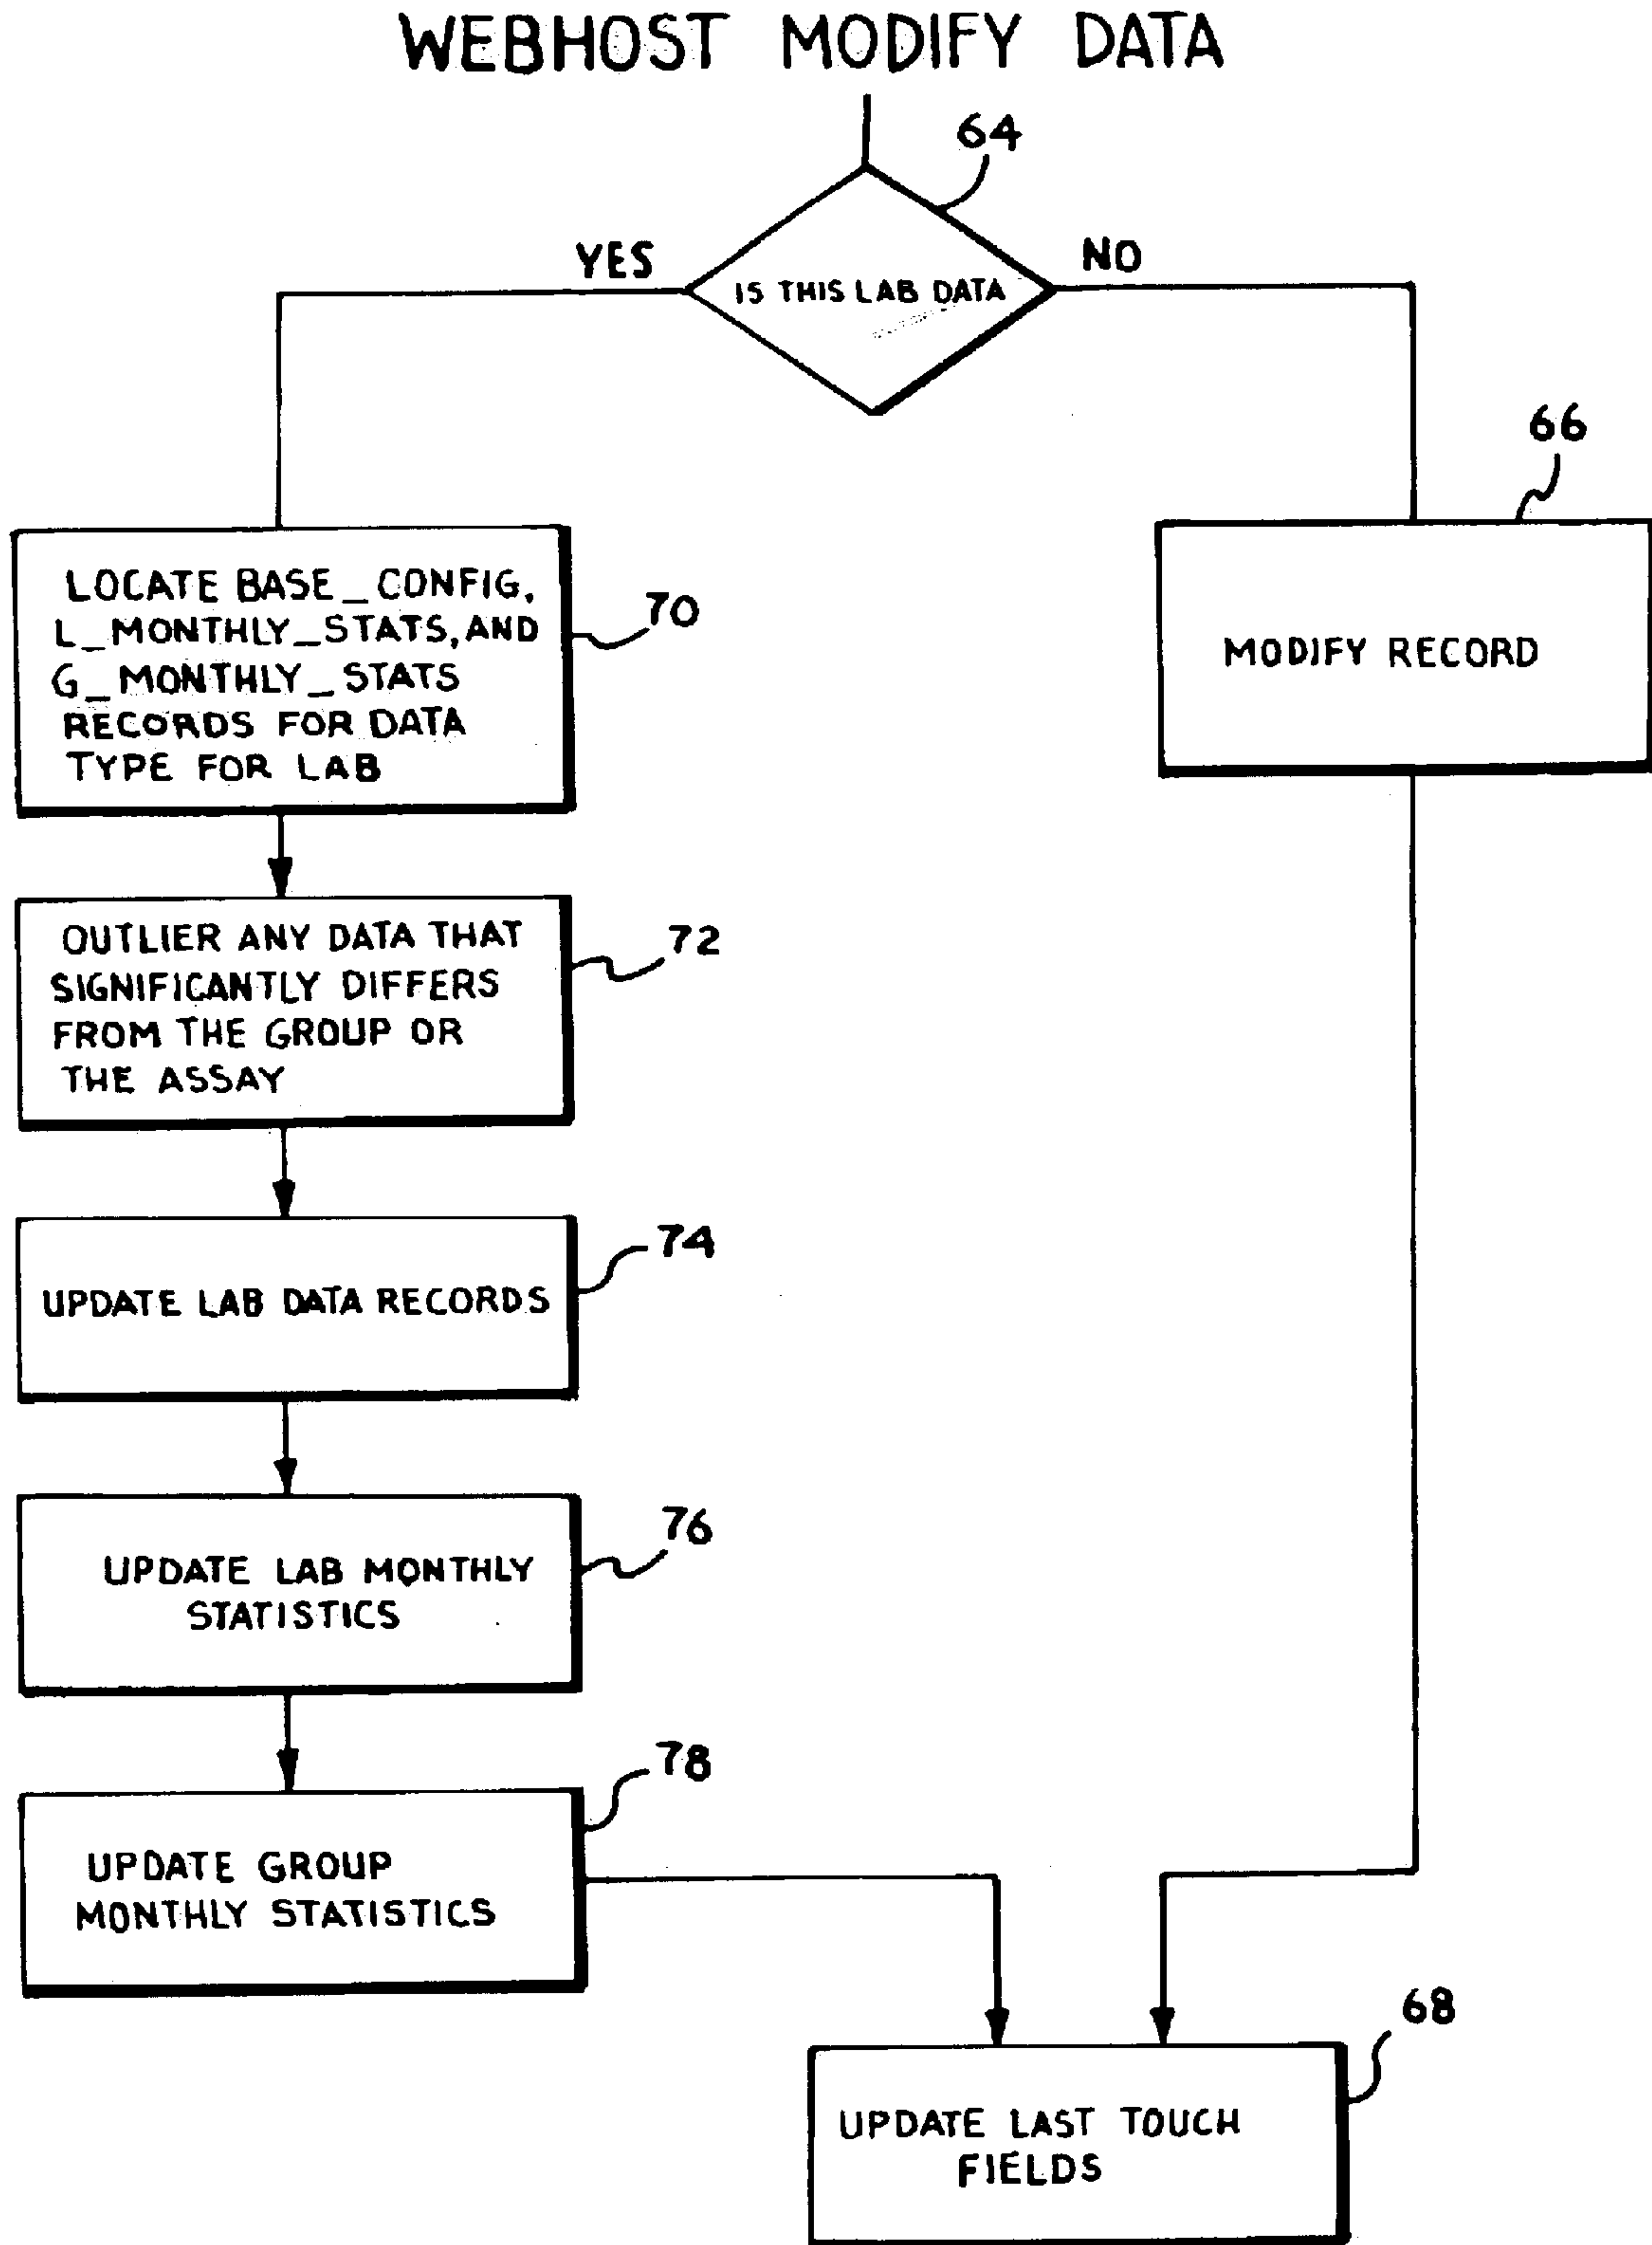 WEBHOST MODIFY DATA
64
YES
NO
IS THIS LAB DATA
66
LOCATE BASE_CONFIG,
L_MONTHLY_STATS, AND
G_MONTHLY_STATS
RECORDS FOR DATA
TYPE FOR LAB
70
MODIFY RECORD
OUTLIER ANY DATA THAT
SIGNIFICANTLY DIFFERS
FROM THE GROUP OR
THE ASSAY
72
UPDATE LAB DATA RECORDS
74
UPDATE LAB MONTHLY
STATISTICS
76
UPDATE GROUP
MONTHLY STATISTICS
78
UPDATE LAST TOUCH
FIELDS
68